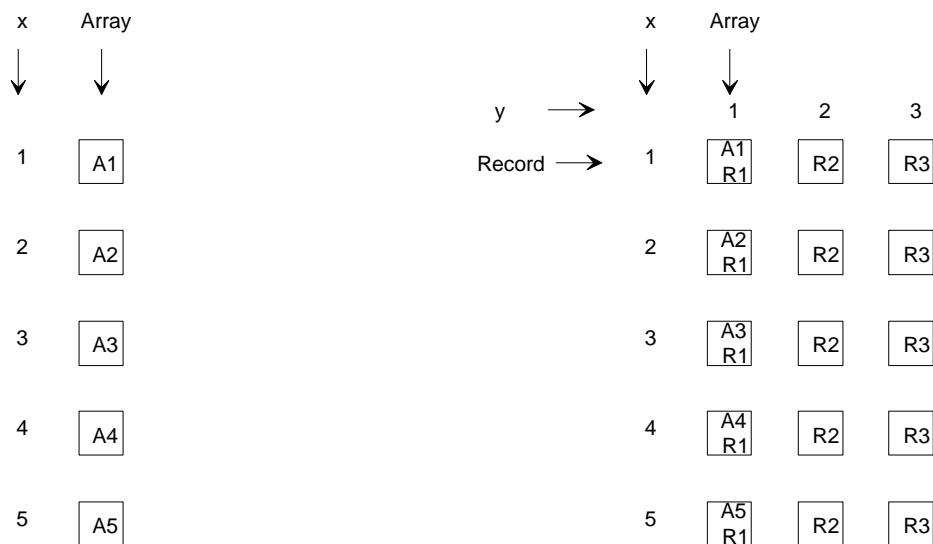 x Array
1 A1
2 A2
3 A3
4 A4
5 A5
x Array
y 1 2 3
Record 1 A1 R1 R2 R3
2 A2 R1 R2 R3
3 A3 R1 R2 R3
4 A4 R1 R2 R3
5 A5 R1 R2 R3